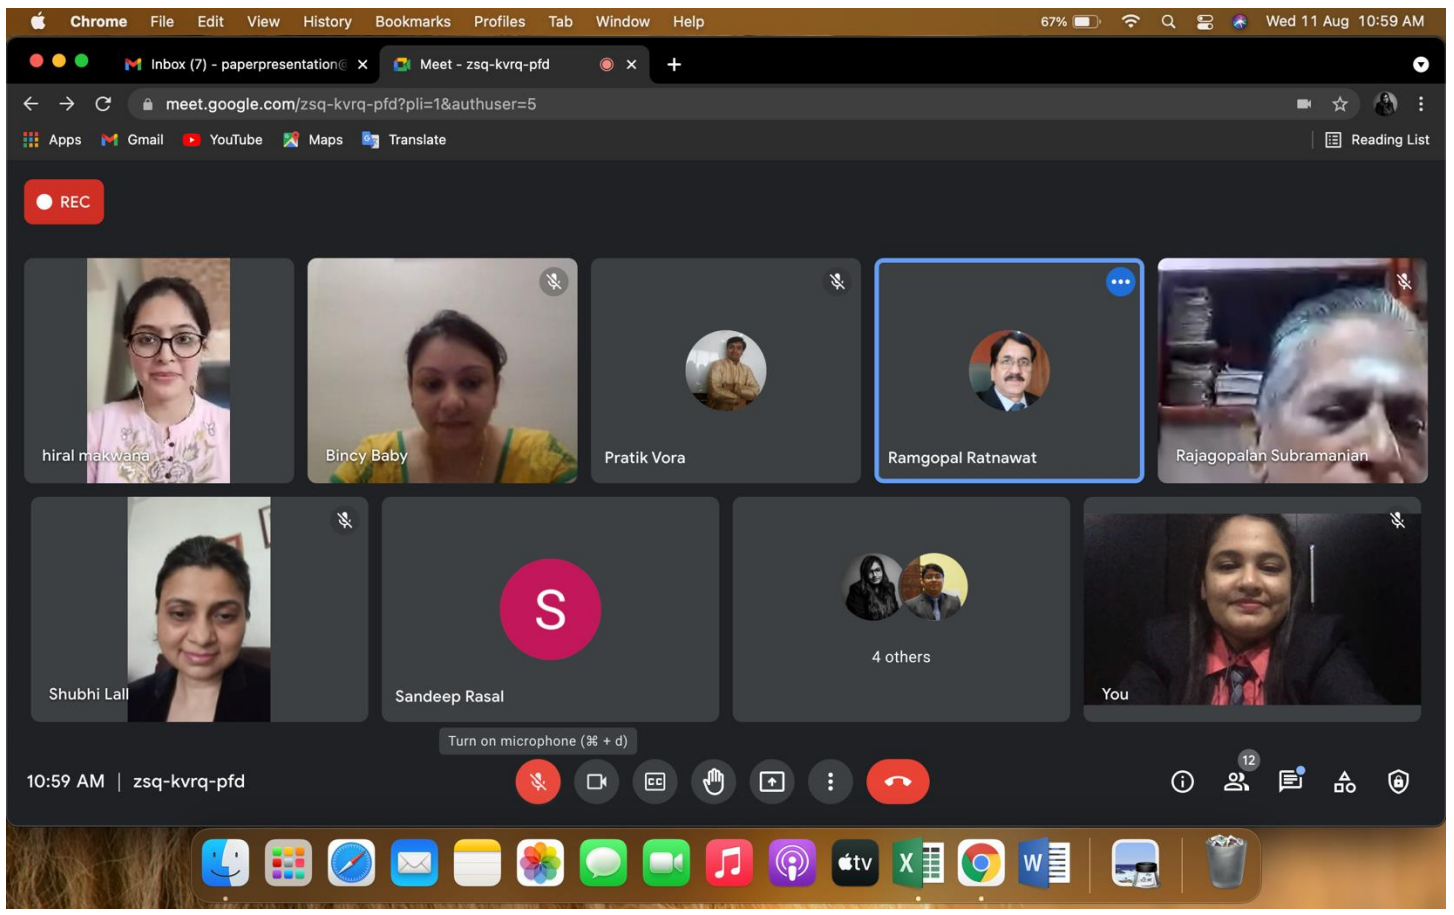 Chrome File Edit View History Bookmarks Profiles Tab Window Help 67% Wed 11 Aug 10:59 AM
Inbox (7) - paperpresentation@ Meet - zsq-kvrq-pfd
meet.google.com/zsq-kvrq-pfd?pli=1&authuser=5
Apps Gmail YouTube Maps Translate Reading List
REC
hiral makwana
Bincy Baby
Pratik Vora
Ramgopal Ratnawat
Rajagopalan Subramanian
Shubhi Lall
S
Sandeep Rasal
4 others
You
Turn on microphone (⌘ + d)
10:59 AM | zsq-kvrq-pfd
CC
12
tv
X
W